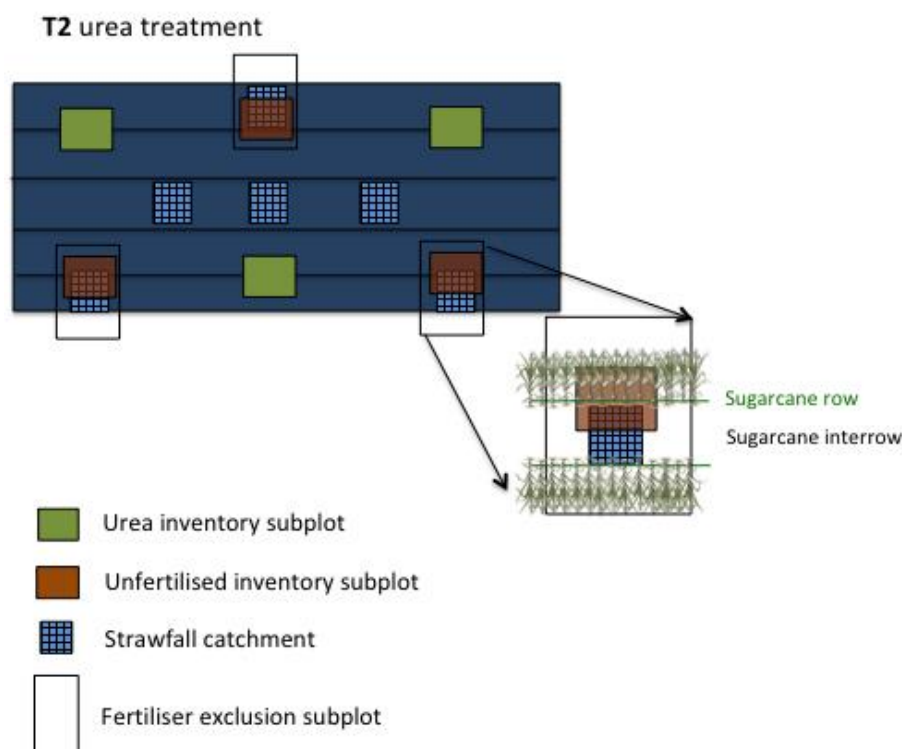 T2 urea treatment
Sugarcane row
Sugarcane interrow
Urea inventory subplot
Unfertilised inventory subplot
Strawfall catchment
Fertiliser exclusion subplot